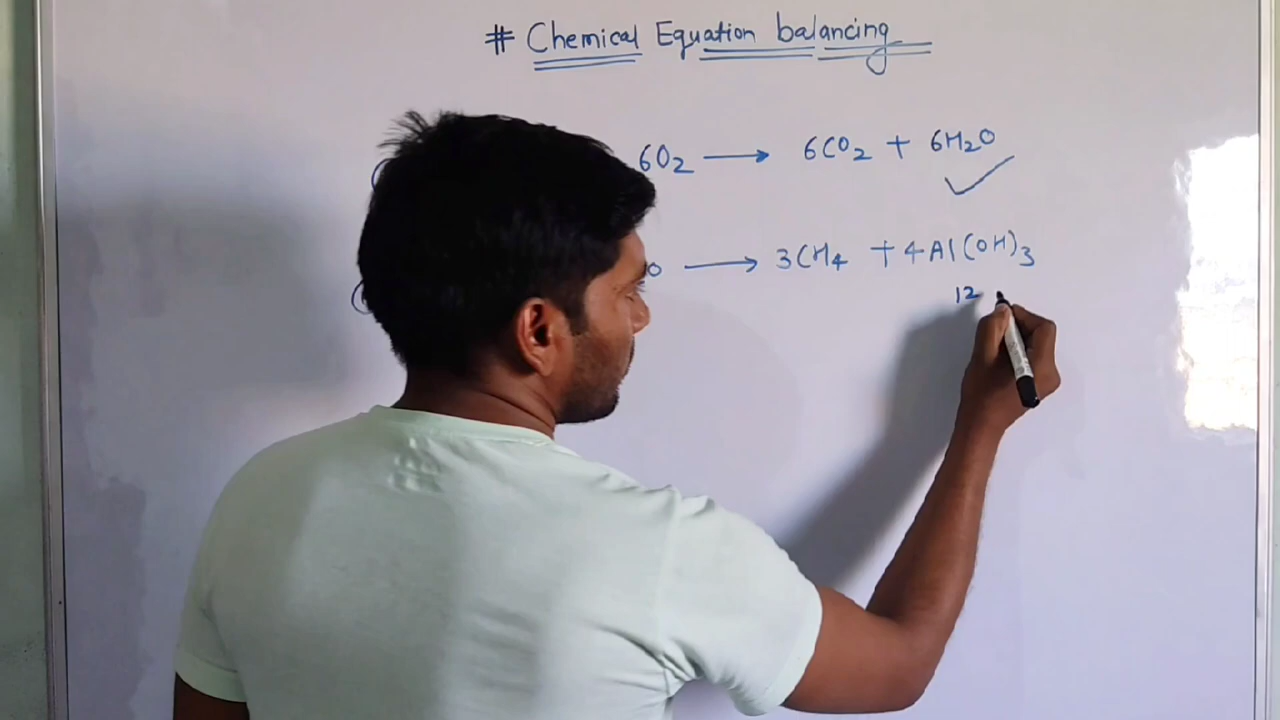 # Chemical Equation balancing
6O₂ → 6CO₂ + 6H₂O
o → 3CH₄ + 4Al(OH)₃
12